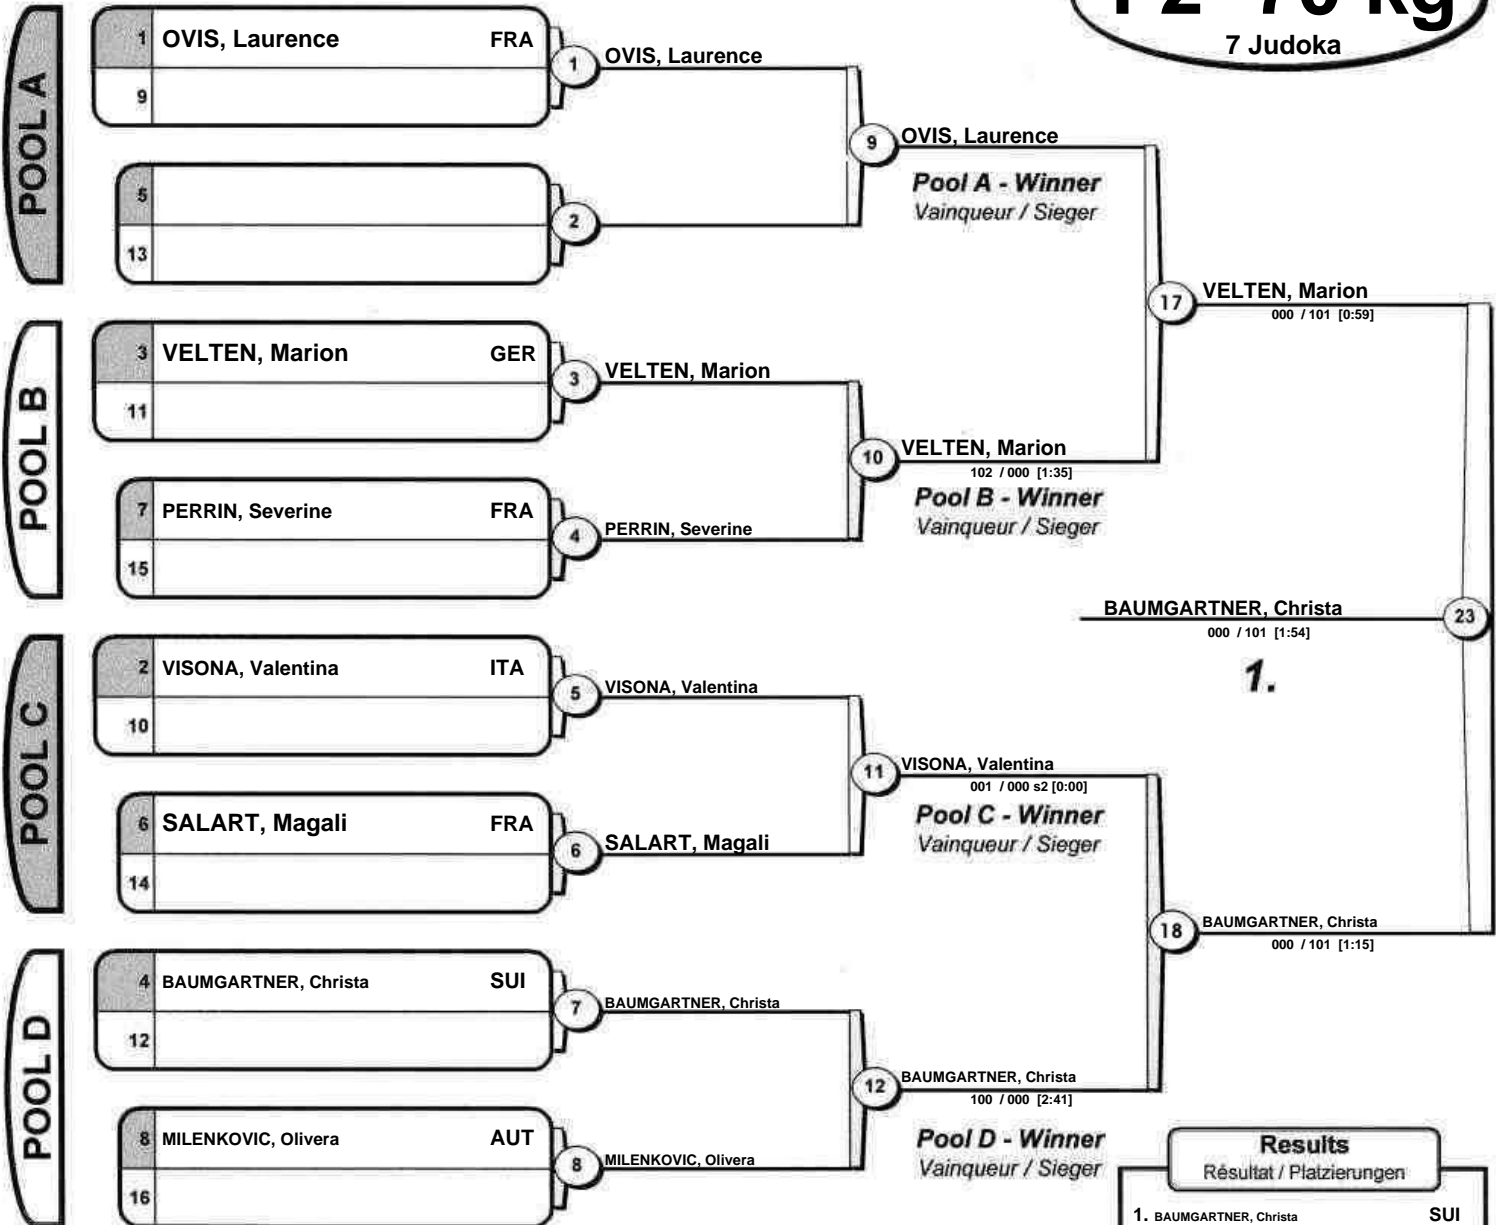 F2 -70 kg
7 Judoka
POOL A
1 OVIS, Laurence FRA
9
1 OVIS, Laurence
5
13
2
9 OVIS, Laurence
Pool A - Winner
Vainqueur / Sieger
POOL B
3 VELTEN, Marion GER
11
3 VELTEN, Marion
7 PERRIN, Severine FRA
15
4 PERRIN, Severine
10 VELTEN, Marion
102 / 000 [1:35]
Pool B - Winner
Vainqueur / Sieger
17 VELTEN, Marion
000 / 101 [0:59]
BAUMGARTNER, Christa 23
000 / 101 [1:54]
1.
POOL C
2 VISONA, Valentina ITA
10
5 VISONA, Valentina
6 SALART, Magali FRA
14
6 SALART, Magali
11 VISONA, Valentina
001 / 000 s2 [0:00]
Pool C - Winner
Vainqueur / Sieger
18 BAUMGARTNER, Christa
000 / 101 [1:15]
POOL D
4 BAUMGARTNER, Christa SUI
12
7 BAUMGARTNER, Christa
8 MILENKOVIC, Olivera AUT
16
8 MILENKOVIC, Olivera
12 BAUMGARTNER, Christa
100 / 000 [2:41]
Pool D - Winner
Vainqueur / Sieger
Results
Résultat / Platzierungen
1. BAUMGARTNER, Christa SUI